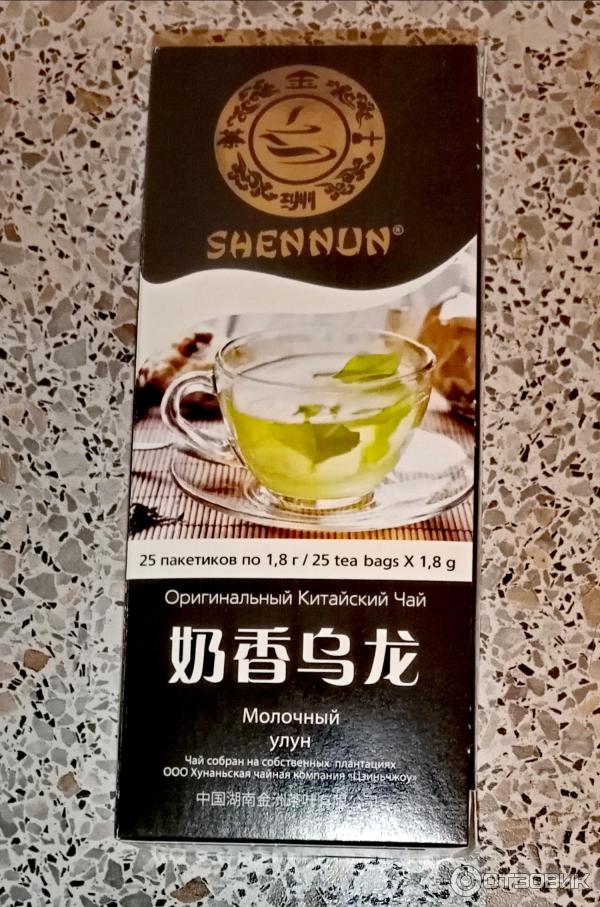 金
洲
SHENNUN®
25 пакетиков по 1,8 г / 25 tea bags X 1,8 g
Оригинальный Китайский Чай
奶香乌龙
Молочный
улун
Чай собран на собственных плантациях
ООО Хунаньская чайная компания «Цзиньчжоу»
中国湖南金洲茶叶有限公司
ОТЗОВИК